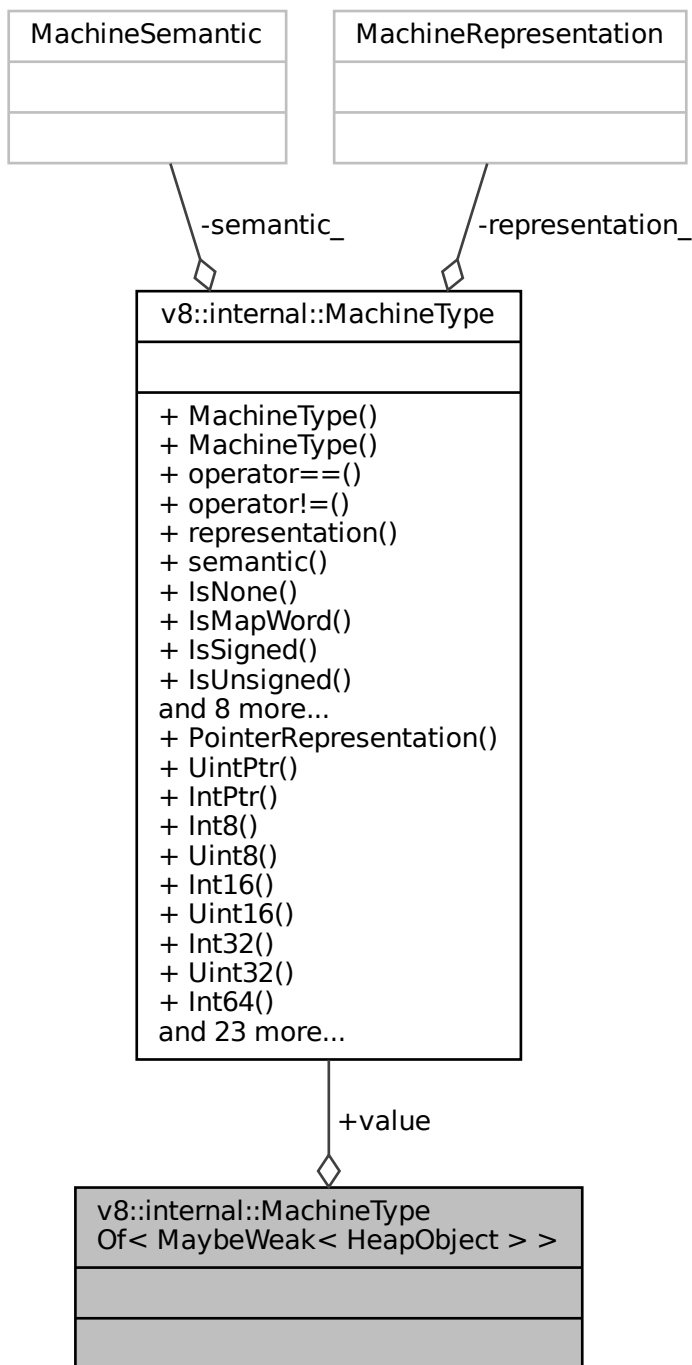 MachineSemantic
MachineRepresentation
-semantic_
-representation_
v8::internal::MachineType
+ MachineType()
+ MachineType()
+ operator==()
+ operator!=()
+ representation()
+ semantic()
+ IsNone()
+ IsMapWord()
+ IsSigned()
+ IsUnsigned()
and 8 more...
+ PointerRepresentation()
+ UintPtr()
+ IntPtr()
+ Int8()
+ Uint8()
+ Int16()
+ Uint16()
+ Int32()
+ Uint32()
+ Int64()
and 23 more...
+value
v8::internal::MachineType
Of< MaybeWeak< HeapObject > >